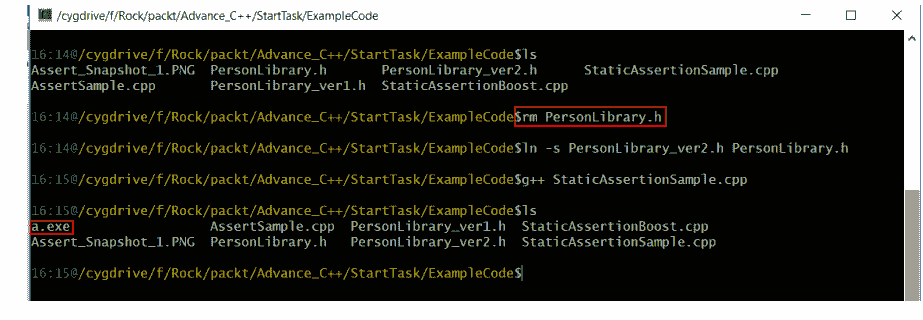 /cygdrive/f/Rock/packt/Advance_C++/StartTask/ExampleCode
16:14@/cygdrive/f/Rock/packt/Advance_C++/StartTask/ExampleCode$ls
Assert_Snapshot_1.PNG PersonLibrary.h PersonLibrary_ver2.h StaticAssertionSample.cpp
AssertSample.cpp PersonLibrary_ver1.h StaticAssertionBoost.cpp
16:14@/cygdrive/f/Rock/packt/Advance_C++/StartTask/ExampleCode$rm PersonLibrary.h
16:14@/cygdrive/f/Rock/packt/Advance_C++/StartTask/ExampleCode$ln -s PersonLibrary_ver2.h PersonLibrary.h
16:15@/cygdrive/f/Rock/packt/Advance_C++/StartTask/ExampleCode$g++ StaticAssertionSample.cpp
16:15@/cygdrive/f/Rock/packt/Advance_C++/StartTask/ExampleCode$ls
a.exe AssertSample.cpp PersonLibrary_ver1.h StaticAssertionBoost.cpp
Assert_Snapshot_1.PNG PersonLibrary.h PersonLibrary_ver2.h StaticAssertionSample.cpp
16:15@/cygdrive/f/Rock/packt/Advance_C++/StartTask/ExampleCode$